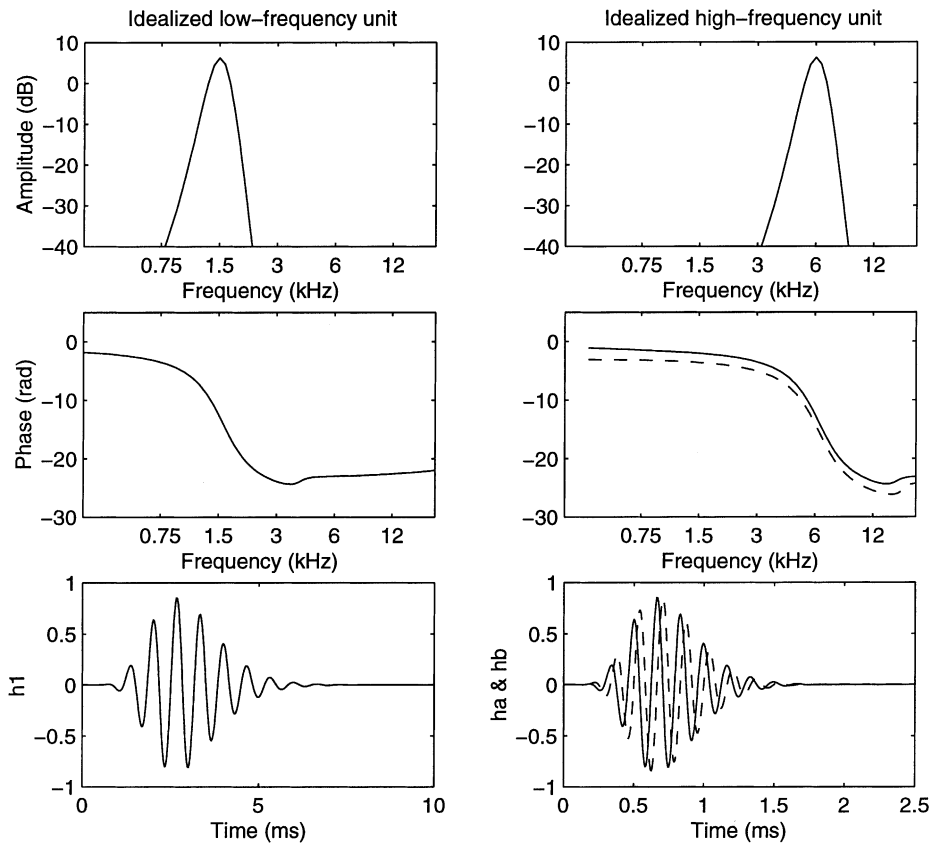 Idealized low−frequency unit
Idealized high−frequency unit
Amplitude (dB)
10
0
−10
−20
−30
−40
0.75 1.5 3 6 12
Frequency (kHz)
10
0
−10
−20
−30
−40
0.75 1.5 3 6 12
Frequency (kHz)
Phase (rad)
0
−10
−20
−30
0.75 1.5 3 6 12
Frequency (kHz)
0
−10
−20
−30
0.75 1.5 3 6 12
Frequency (kHz)
h1
1
0.5
0
−0.5
−1
0 5 10
Time (ms)
ha & hb
1
0.5
0
−0.5
−1
0 0.5 1 1.5 2 2.5
Time (ms)